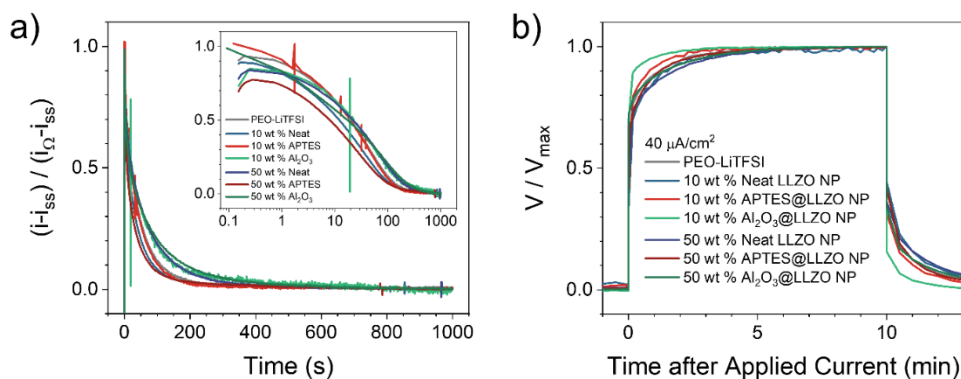 a)
(i-iss) / (iΩ-iss)
1.0
0.5
0.0
0 200 400 600 800 1000
Time (s)
1.0
0.5
0.0
0.1 1 10 100 1000
PEO-LiTFSI
10 wt % Neat
10 wt % APTES
10 wt % Al₂O₃
50 wt % Neat
50 wt % APTES
50 wt % Al₂O₃
b)
V / Vmax
1.0
0.5
0.0
0 5 10
Time after Applied Current (min)
40 µA/cm²
PEO-LiTFSI
10 wt % Neat LLZO NP
10 wt % APTES@LLZO NP
10 wt % Al₂O₃@LLZO NP
50 wt % Neat LLZO NP
50 wt % APTES@LLZO NP
50 wt % Al₂O₃@LLZO NP